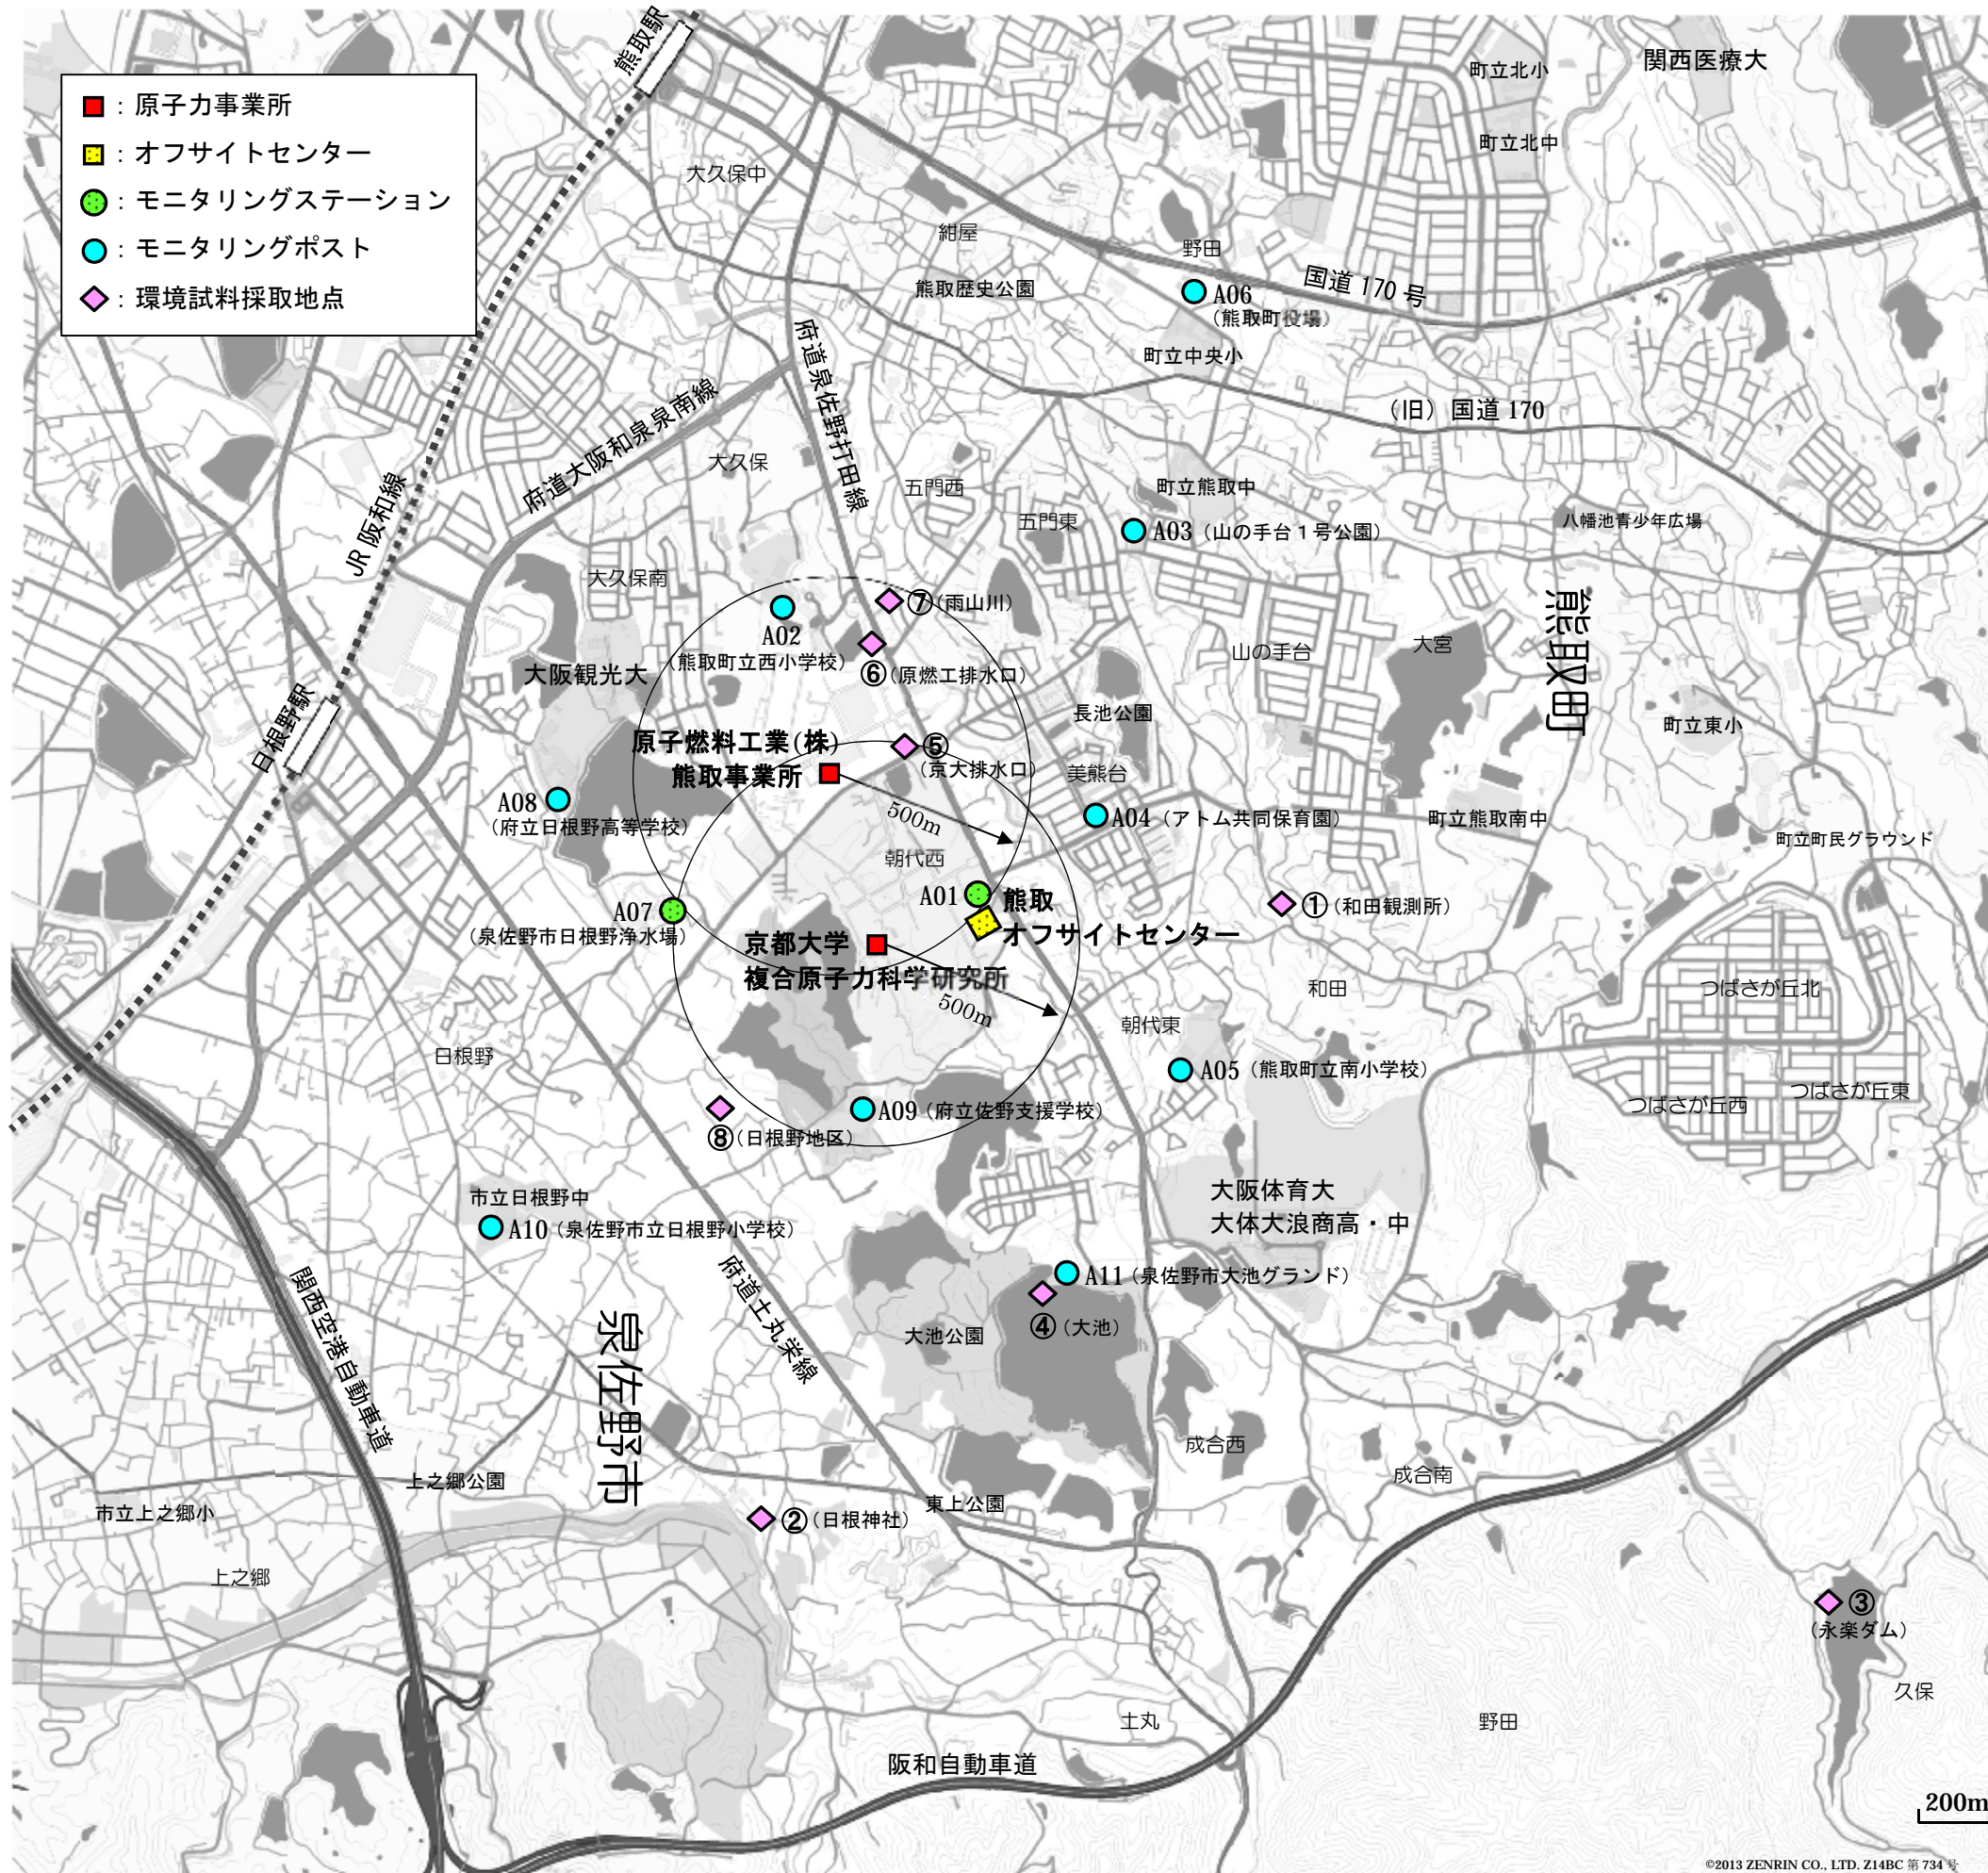 熊取駅
：原子力事業所
：オフサイトセンター
：モニタリングステーション
：モニタリングポスト
：環境試料採取地点
関西医療大
町立北小
町立北中
大久保中
紺屋
野田
熊取歴史公園
国道 170 号
A06
（熊取町役場）
町立中央小
（旧）国道 170
府道泉佐野打田線
府道大阪和泉泉南線
JR 阪和線
大久保
五門西
五門東
町立熊取中
A03（山の手台１号公園）
八幡池青少年広場
大久保南
A02
（熊取町立西小学校）
⑦（雨山川）
⑥（原燃工排水口）
大阪観光大
山の手台
大宮
熊取町
町立東小
長池公園
日根野駅
原子燃料工業(株)
熊取事業所
⑤
（京大排水口）
美熊台
500m
A08
（府立日根野高等学校）
A04（アトム共同保育園）
町立熊取南中
町立町民グラウンド
朝代西
A01
熊取
オフサイトセンター
①（和田観測所）
A07
（泉佐野市日根野浄水場）
京都大学
複合原子力科学研究所
500m
和田
つばさが丘北
朝代東
日根野
A05（熊取町立南小学校）
つばさが丘西
つばさが丘東
A09（府立佐野支援学校）
⑧（日根野地区）
大阪体育大
大体大浪商高・中
市立日根野中
A10（泉佐野市立日根野小学校）
A11（泉佐野市大池グランド）
④（大池）
大池公園
府道土丸栄線
関西空港自動車道
泉佐野市
成合西
成合南
上之郷公園
市立上之郷小
東上公園
②（日根神社）
上之郷
③
（永楽ダム）
久保
土丸
野田
阪和自動車道
200m
©2013 ZENRIN CO., LTD. Z14BC 第 734 号